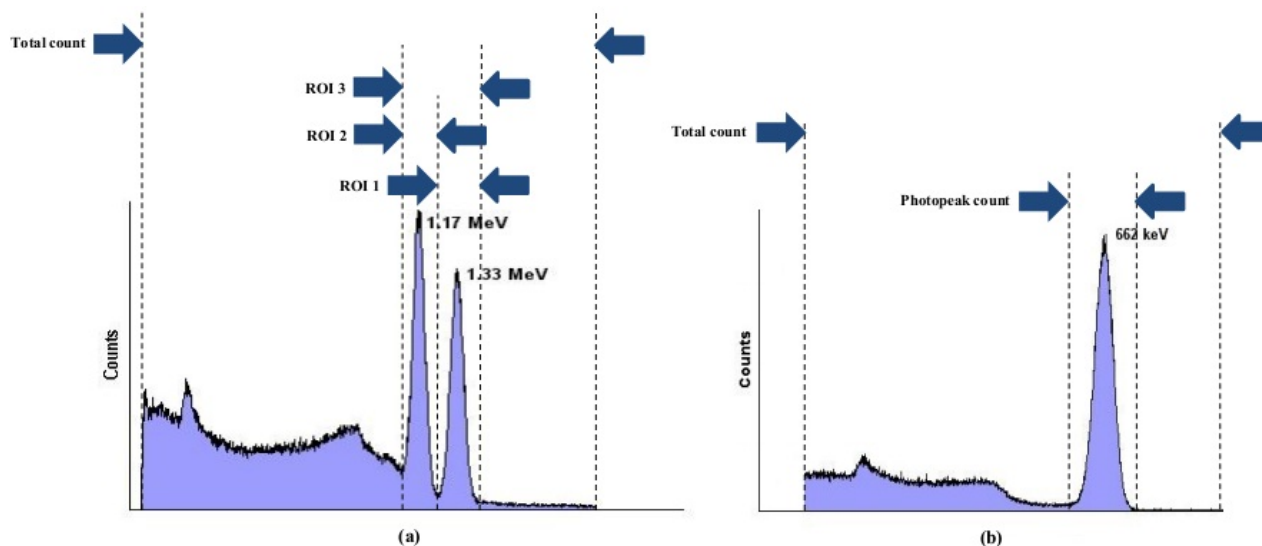 Total count
ROI 3
ROI 2
ROI 1
1.17 MeV
1.33 MeV
Counts
(a)
Total count
Photopeak count
662 keV
Counts
(b)